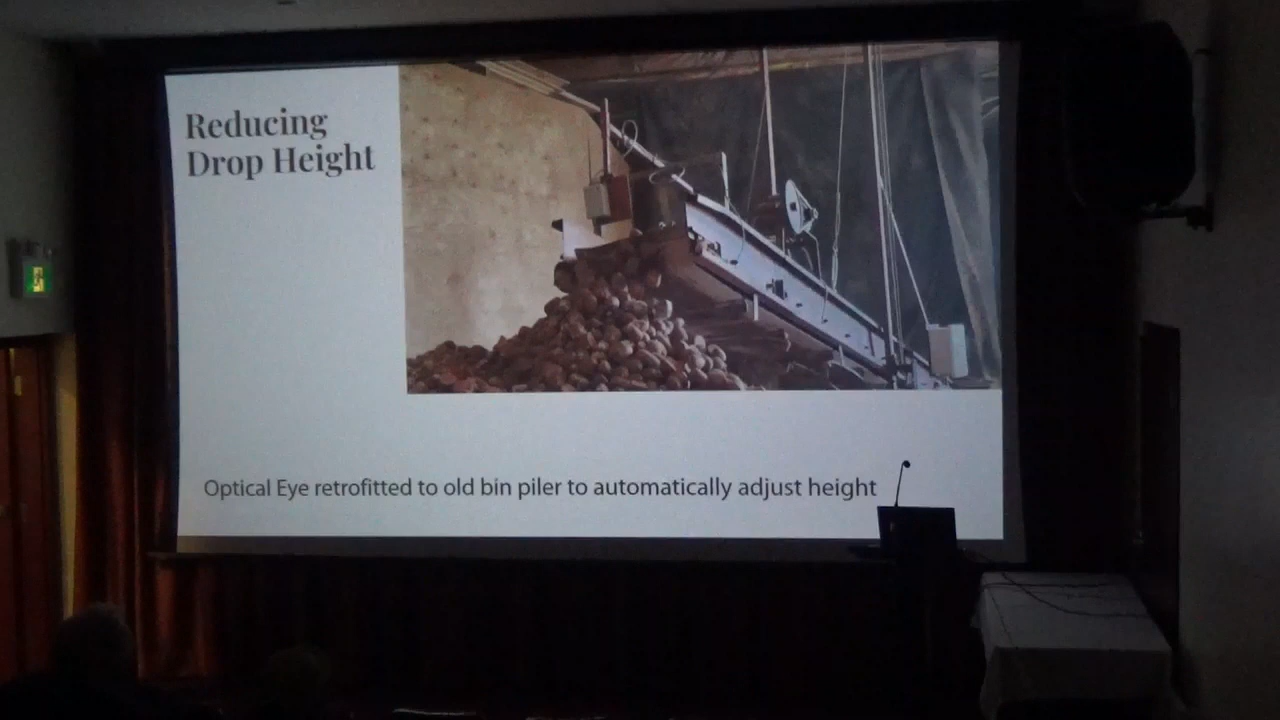 Reducing
Drop Height
Optical Eye retrofitted to old bin piler to automatically adjust height